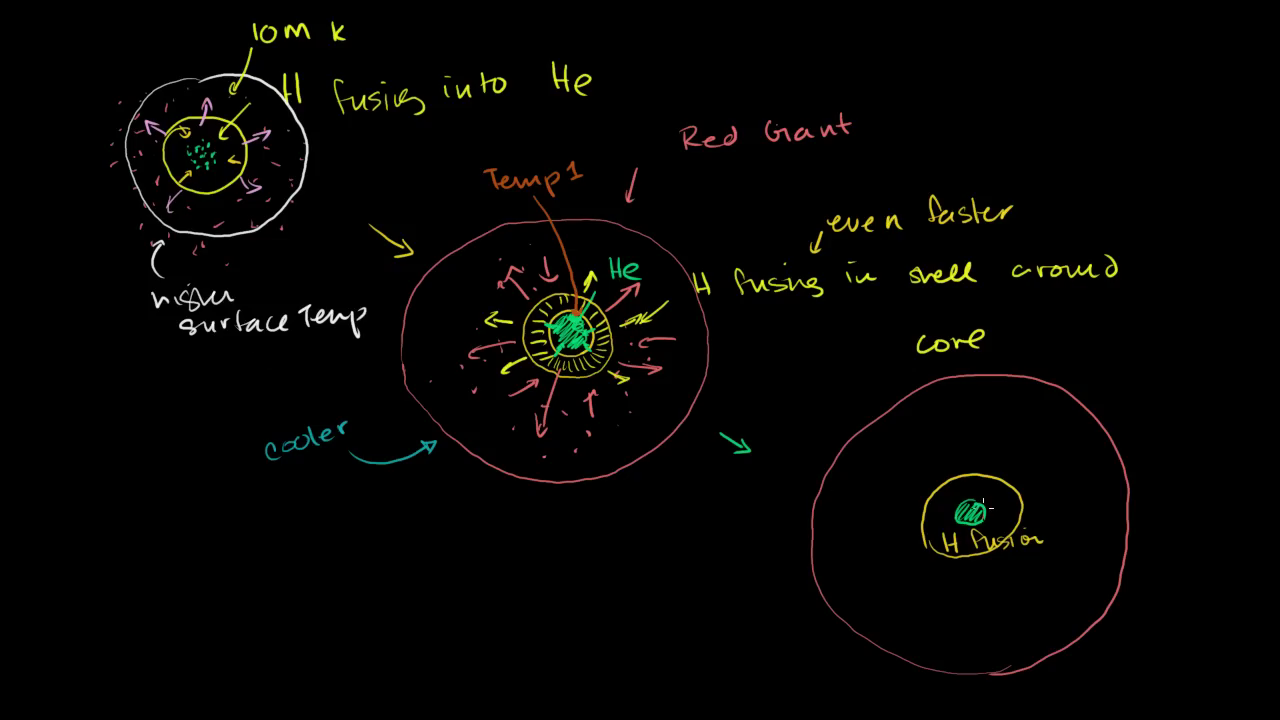 10M K
H fusing into He
Red Giant
Temp1
even faster
He
H fusing in shell around
core
higher
surface Temp
cooler
H fusion